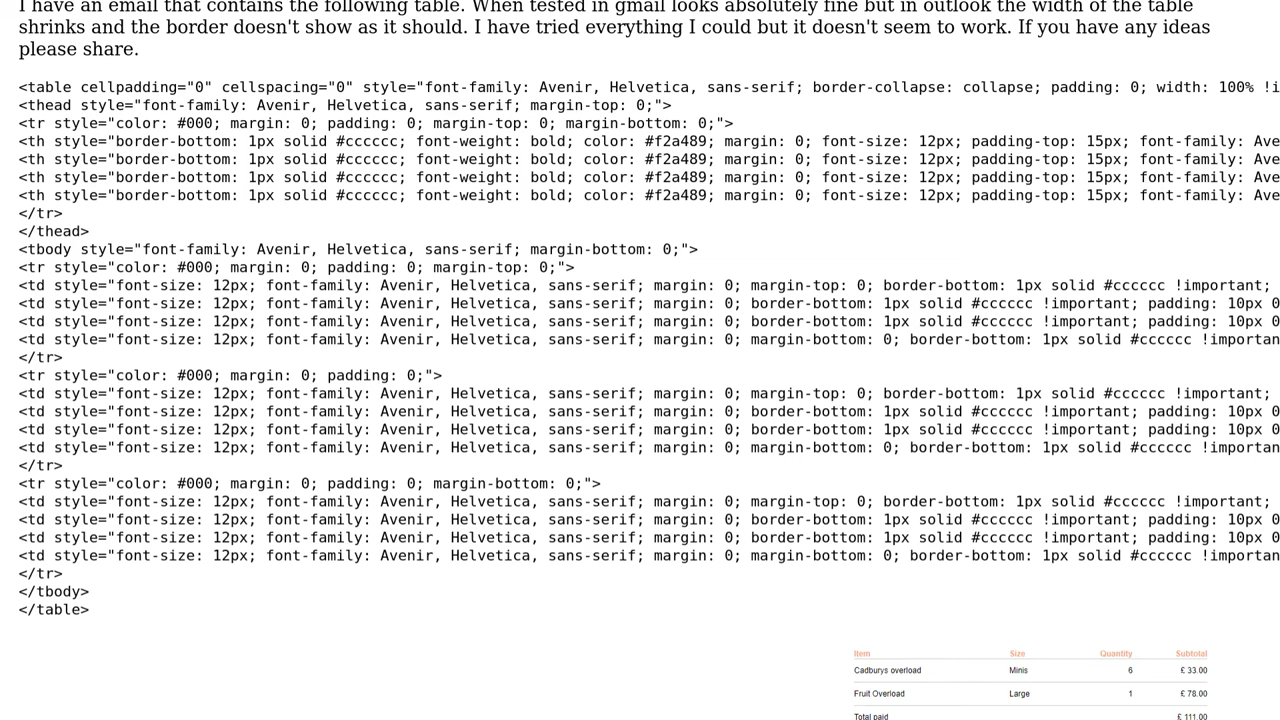 I have an email that contains the following table. When tested in gmail looks absolutely fine but in outlook the width of the table
shrinks and the border doesn't show as it should. I have tried everything I could but it doesn't seem to work. If you have any ideas
please share.
<table cellpadding="0" cellspacing="0" style="font-family: Avenir, Helvetica, sans-serif; border-collapse: collapse; padding: 0; width: 100% !i
<thead style="font-family: Avenir, Helvetica, sans-serif; margin-top: 0;">
<tr style="color: #000; margin: 0; padding: 0; margin-top: 0; margin-bottom: 0;">
<th style="border-bottom: 1px solid #cccccc; font-weight: bold; color: #f2a489; margin: 0; font-size: 12px; padding-top: 15px; font-family: Ave
<th style="border-bottom: 1px solid #cccccc; font-weight: bold; color: #f2a489; margin: 0; font-size: 12px; padding-top: 15px; font-family: Ave
<th style="border-bottom: 1px solid #cccccc; font-weight: bold; color: #f2a489; margin: 0; font-size: 12px; padding-top: 15px; font-family: Ave
<th style="border-bottom: 1px solid #cccccc; font-weight: bold; color: #f2a489; margin: 0; font-size: 12px; padding-top: 15px; font-family: Ave
</tr>
</thead>
<tbody style="font-family: Avenir, Helvetica, sans-serif; margin-bottom: 0;">
<tr style="color: #000; margin: 0; padding: 0; margin-top: 0;">
<td style="font-size: 12px; font-family: Avenir, Helvetica, sans-serif; margin: 0; margin-top: 0; border-bottom: 1px solid #cccccc !important;
<td style="font-size: 12px; font-family: Avenir, Helvetica, sans-serif; margin: 0; border-bottom: 1px solid #cccccc !important; padding: 10px 0
<td style="font-size: 12px; font-family: Avenir, Helvetica, sans-serif; margin: 0; border-bottom: 1px solid #cccccc !important; padding: 10px 0
<td style="font-size: 12px; font-family: Avenir, Helvetica, sans-serif; margin: 0; margin-bottom: 0; border-bottom: 1px solid #cccccc !importan
</tr>
<tr style="color: #000; margin: 0; padding: 0;">
<td style="font-size: 12px; font-family: Avenir, Helvetica, sans-serif; margin: 0; margin-top: 0; border-bottom: 1px solid #cccccc !important;
<td style="font-size: 12px; font-family: Avenir, Helvetica, sans-serif; margin: 0; border-bottom: 1px solid #cccccc !important; padding: 10px 0
<td style="font-size: 12px; font-family: Avenir, Helvetica, sans-serif; margin: 0; border-bottom: 1px solid #cccccc !important; padding: 10px 0
<td style="font-size: 12px; font-family: Avenir, Helvetica, sans-serif; margin: 0; margin-bottom: 0; border-bottom: 1px solid #cccccc !importan
</tr>
<tr style="color: #000; margin: 0; padding: 0; margin-bottom: 0;">
<td style="font-size: 12px; font-family: Avenir, Helvetica, sans-serif; margin: 0; margin-top: 0; border-bottom: 1px solid #cccccc !important;
<td style="font-size: 12px; font-family: Avenir, Helvetica, sans-serif; margin: 0; border-bottom: 1px solid #cccccc !important; padding: 10px 0
<td style="font-size: 12px; font-family: Avenir, Helvetica, sans-serif; margin: 0; border-bottom: 1px solid #cccccc !important; padding: 10px 0
<td style="font-size: 12px; font-family: Avenir, Helvetica, sans-serif; margin: 0; margin-bottom: 0; border-bottom: 1px solid #cccccc !importan
</tr>
</tbody>
</table>
Item Size Quantity Subtotal
Cadburys overload Minis 6 £ 33.00
Fruit Overload Large 1 £ 78.00
Total paid £ 111.00